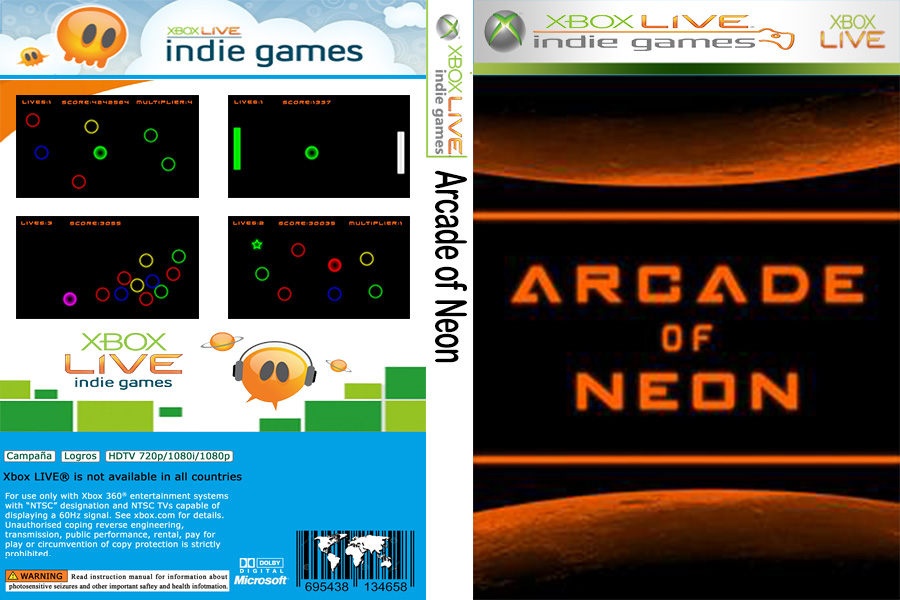 XBOX LIVE
indie games
LIVES:1 SCORE:4842564 MULTIPLIER:4
LIVES:1 SCORE:1337
LIVES:3 SCORE:3055
LIVES:2 SCORE:30035 MULTIPLIER:1
XBOX
LIVE
indie games
Campaña Logros HDTV 720p/1080i/1080p
Xbox LIVE® is not available in all countries
For use only with Xbox 360® entertainment systems
with “NTSC” designation and NTSC TVs capable of
displaying a 60Hz signal. See xbox.com for details.
Unauthorised coping reverse engineering,
transmission, public performance, rental, pay for
play or circumvention of copy protection is strictly
prohibited.
WARNING Read instruction manual for information about
photosensitive seizures and other important saftey and health infotmation.
DOLBY
DIGITAL
Microsoft®
695438 134658
XBOX LIVE
indie games
Arcade of Neon
XBOX LIVE
indie games
XBOX
LIVE
ARCADE
OF
NEON